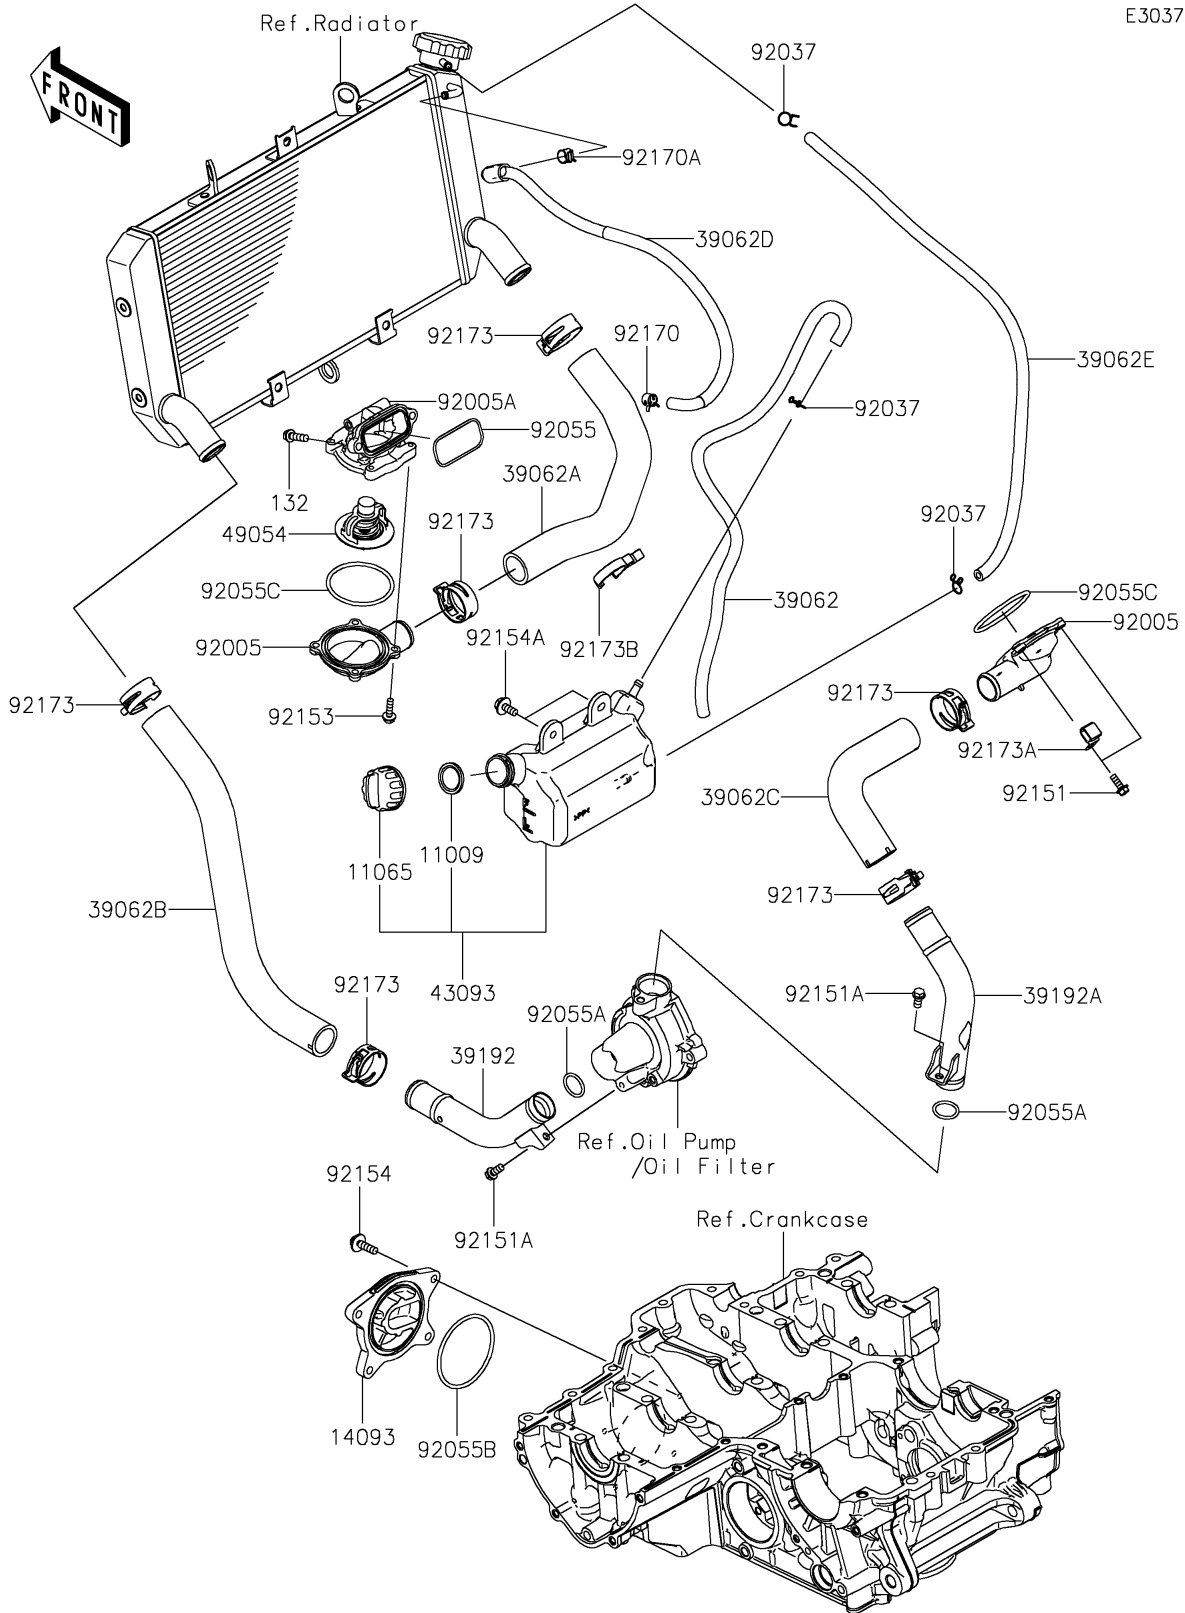 E3037
Ref.Radiator
FRONT
92037
92170A
39062D
92173
92170
39062E
92005A
92037
92055
39062A
132
92173
92037
49054
92055C
92055C
39062
92005
92154A
92173B
92005
92173
92173
92153
92173A
39062C
92151
11009
11065
92173
39062B
92173
43093
92151A
39192A
92055A
39192
92055A
Ref.Oil Pump
/Oil Filter
92154
92151A
Ref.Crankcase
14093
92055B